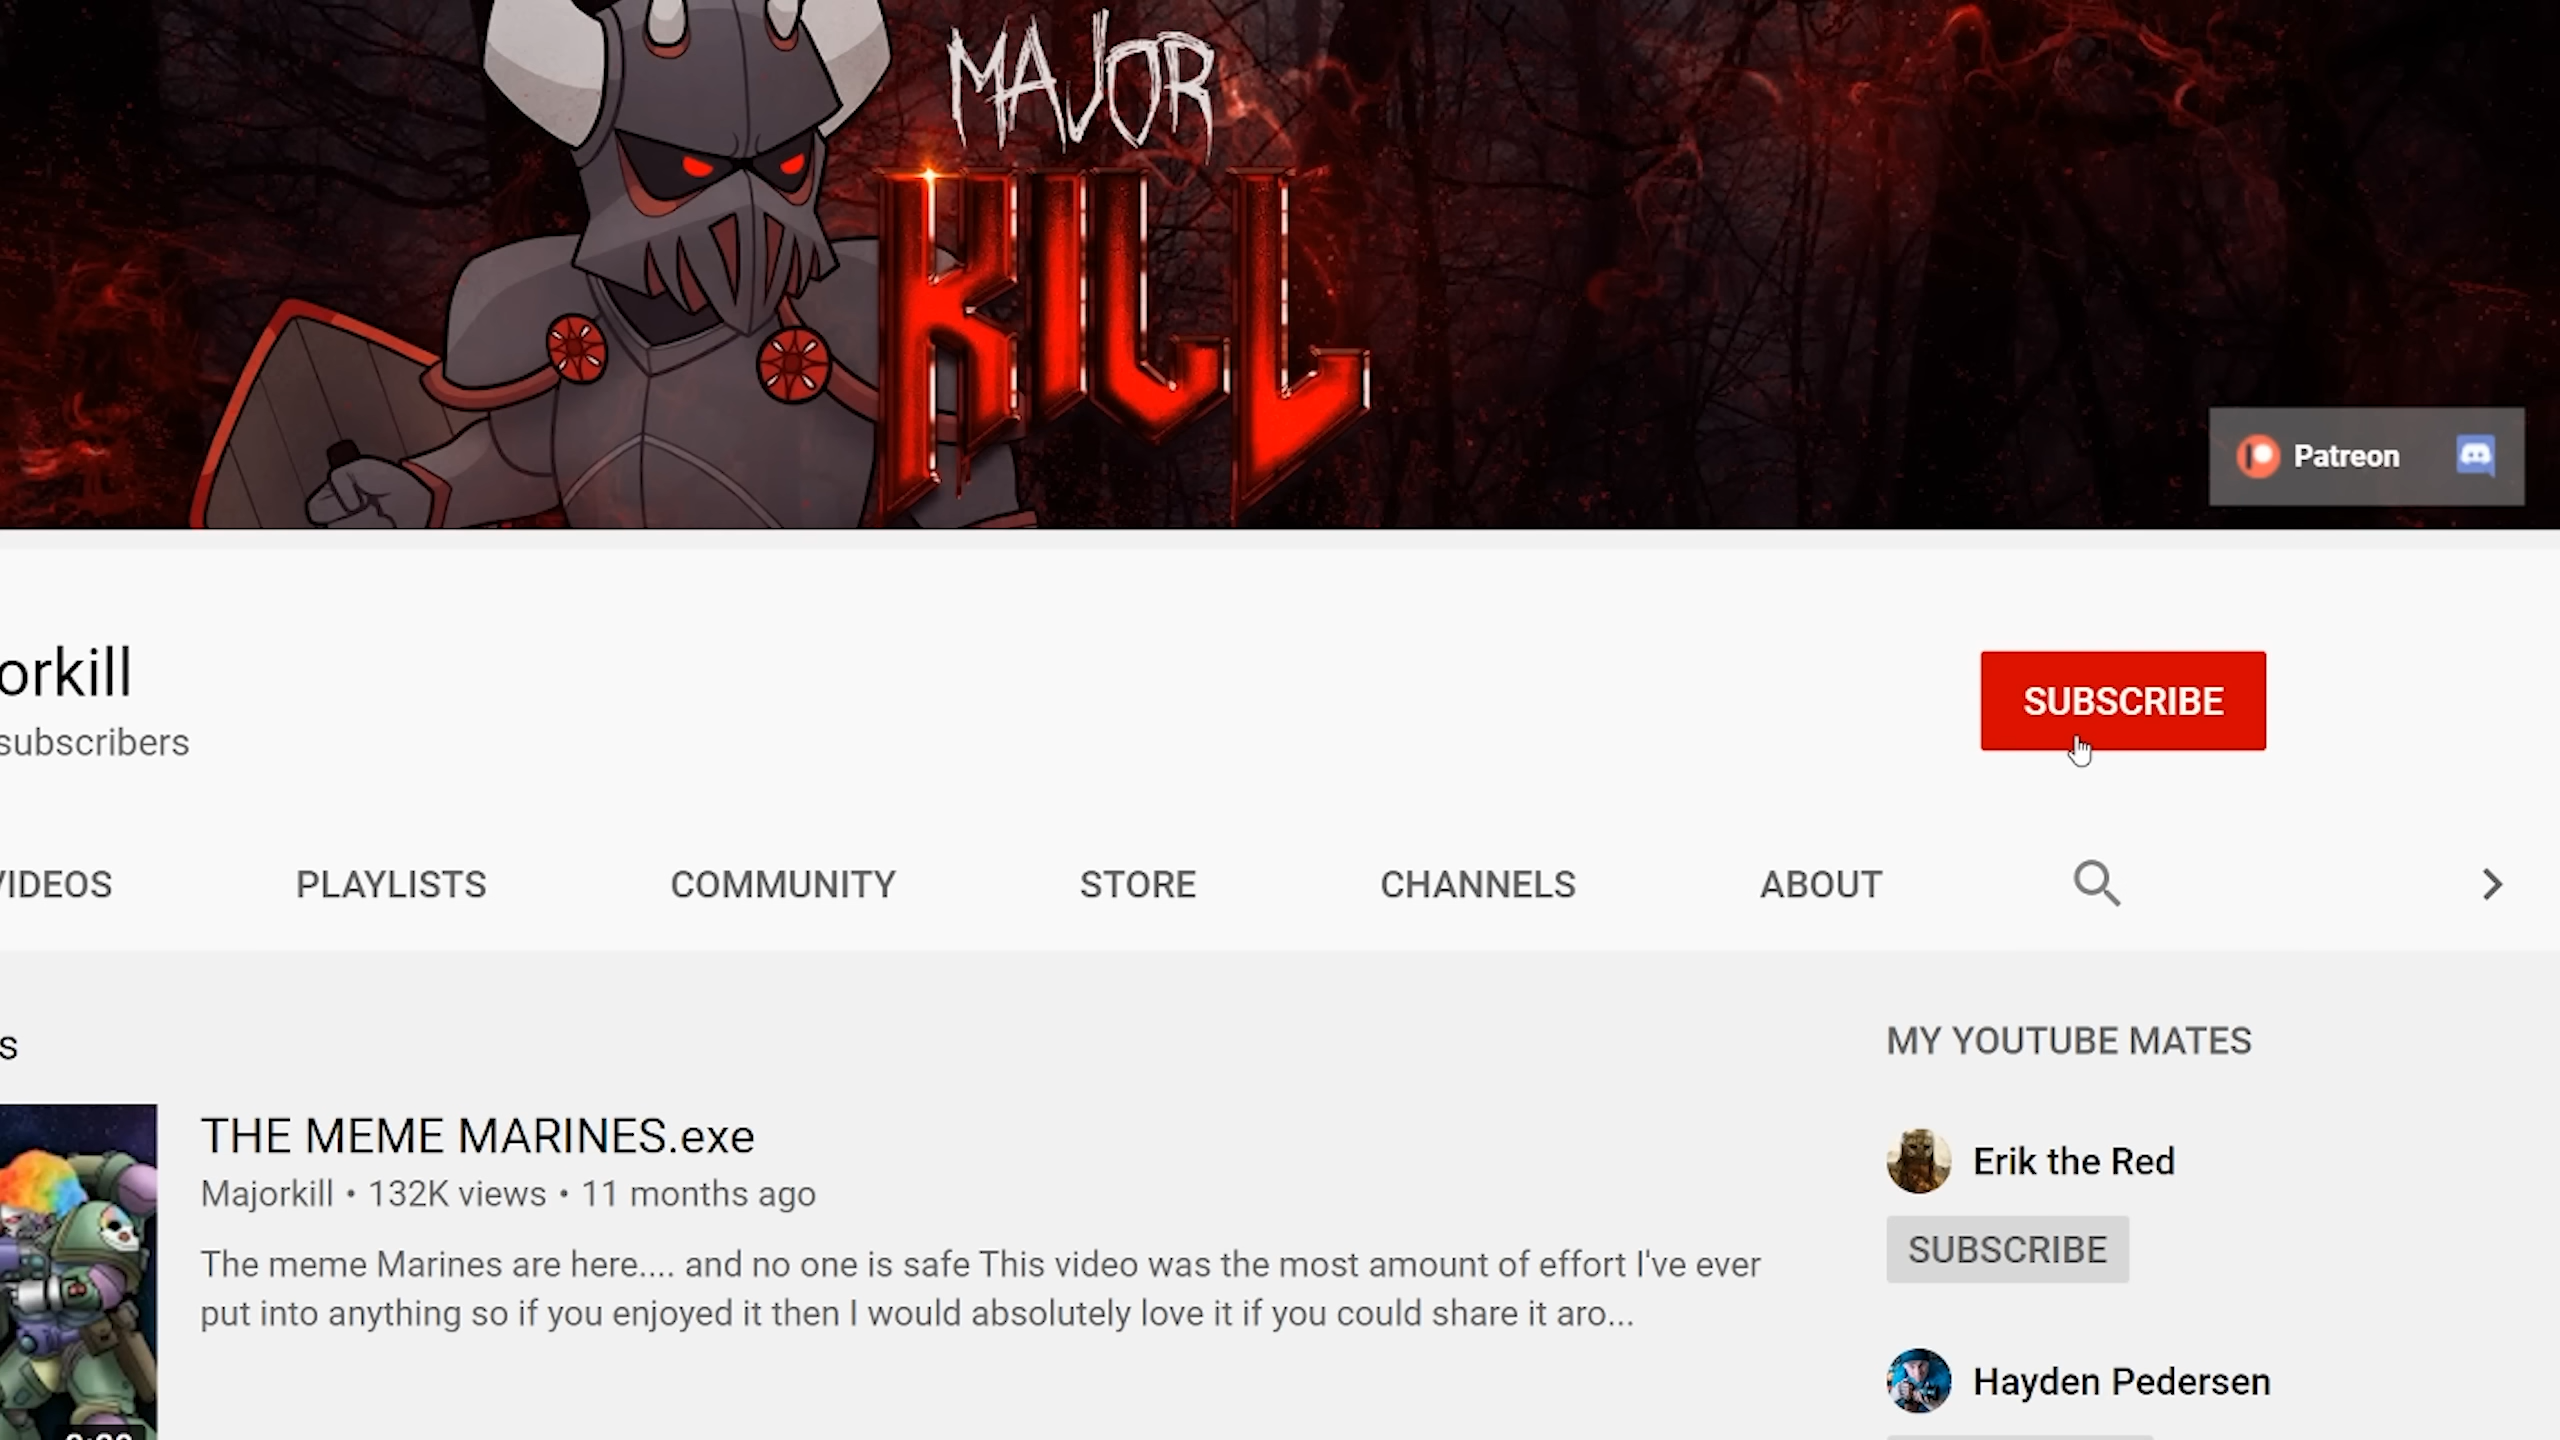 MAJOR
KILL
Patreon
orkill
subscribers
SUBSCRIBE
VIDEOS PLAYLISTS COMMUNITY STORE CHANNELS ABOUT
MY YOUTUBE MATES
s
THE MEME MARINES.exe
Majorkill • 132K views • 11 months ago
The meme Marines are here.... and no one is safe This video was the most amount of effort I've ever
put into anything so if you enjoyed it then I would absolutely love it if you could share it aro...
Erik the Red
SUBSCRIBE
Hayden Pedersen